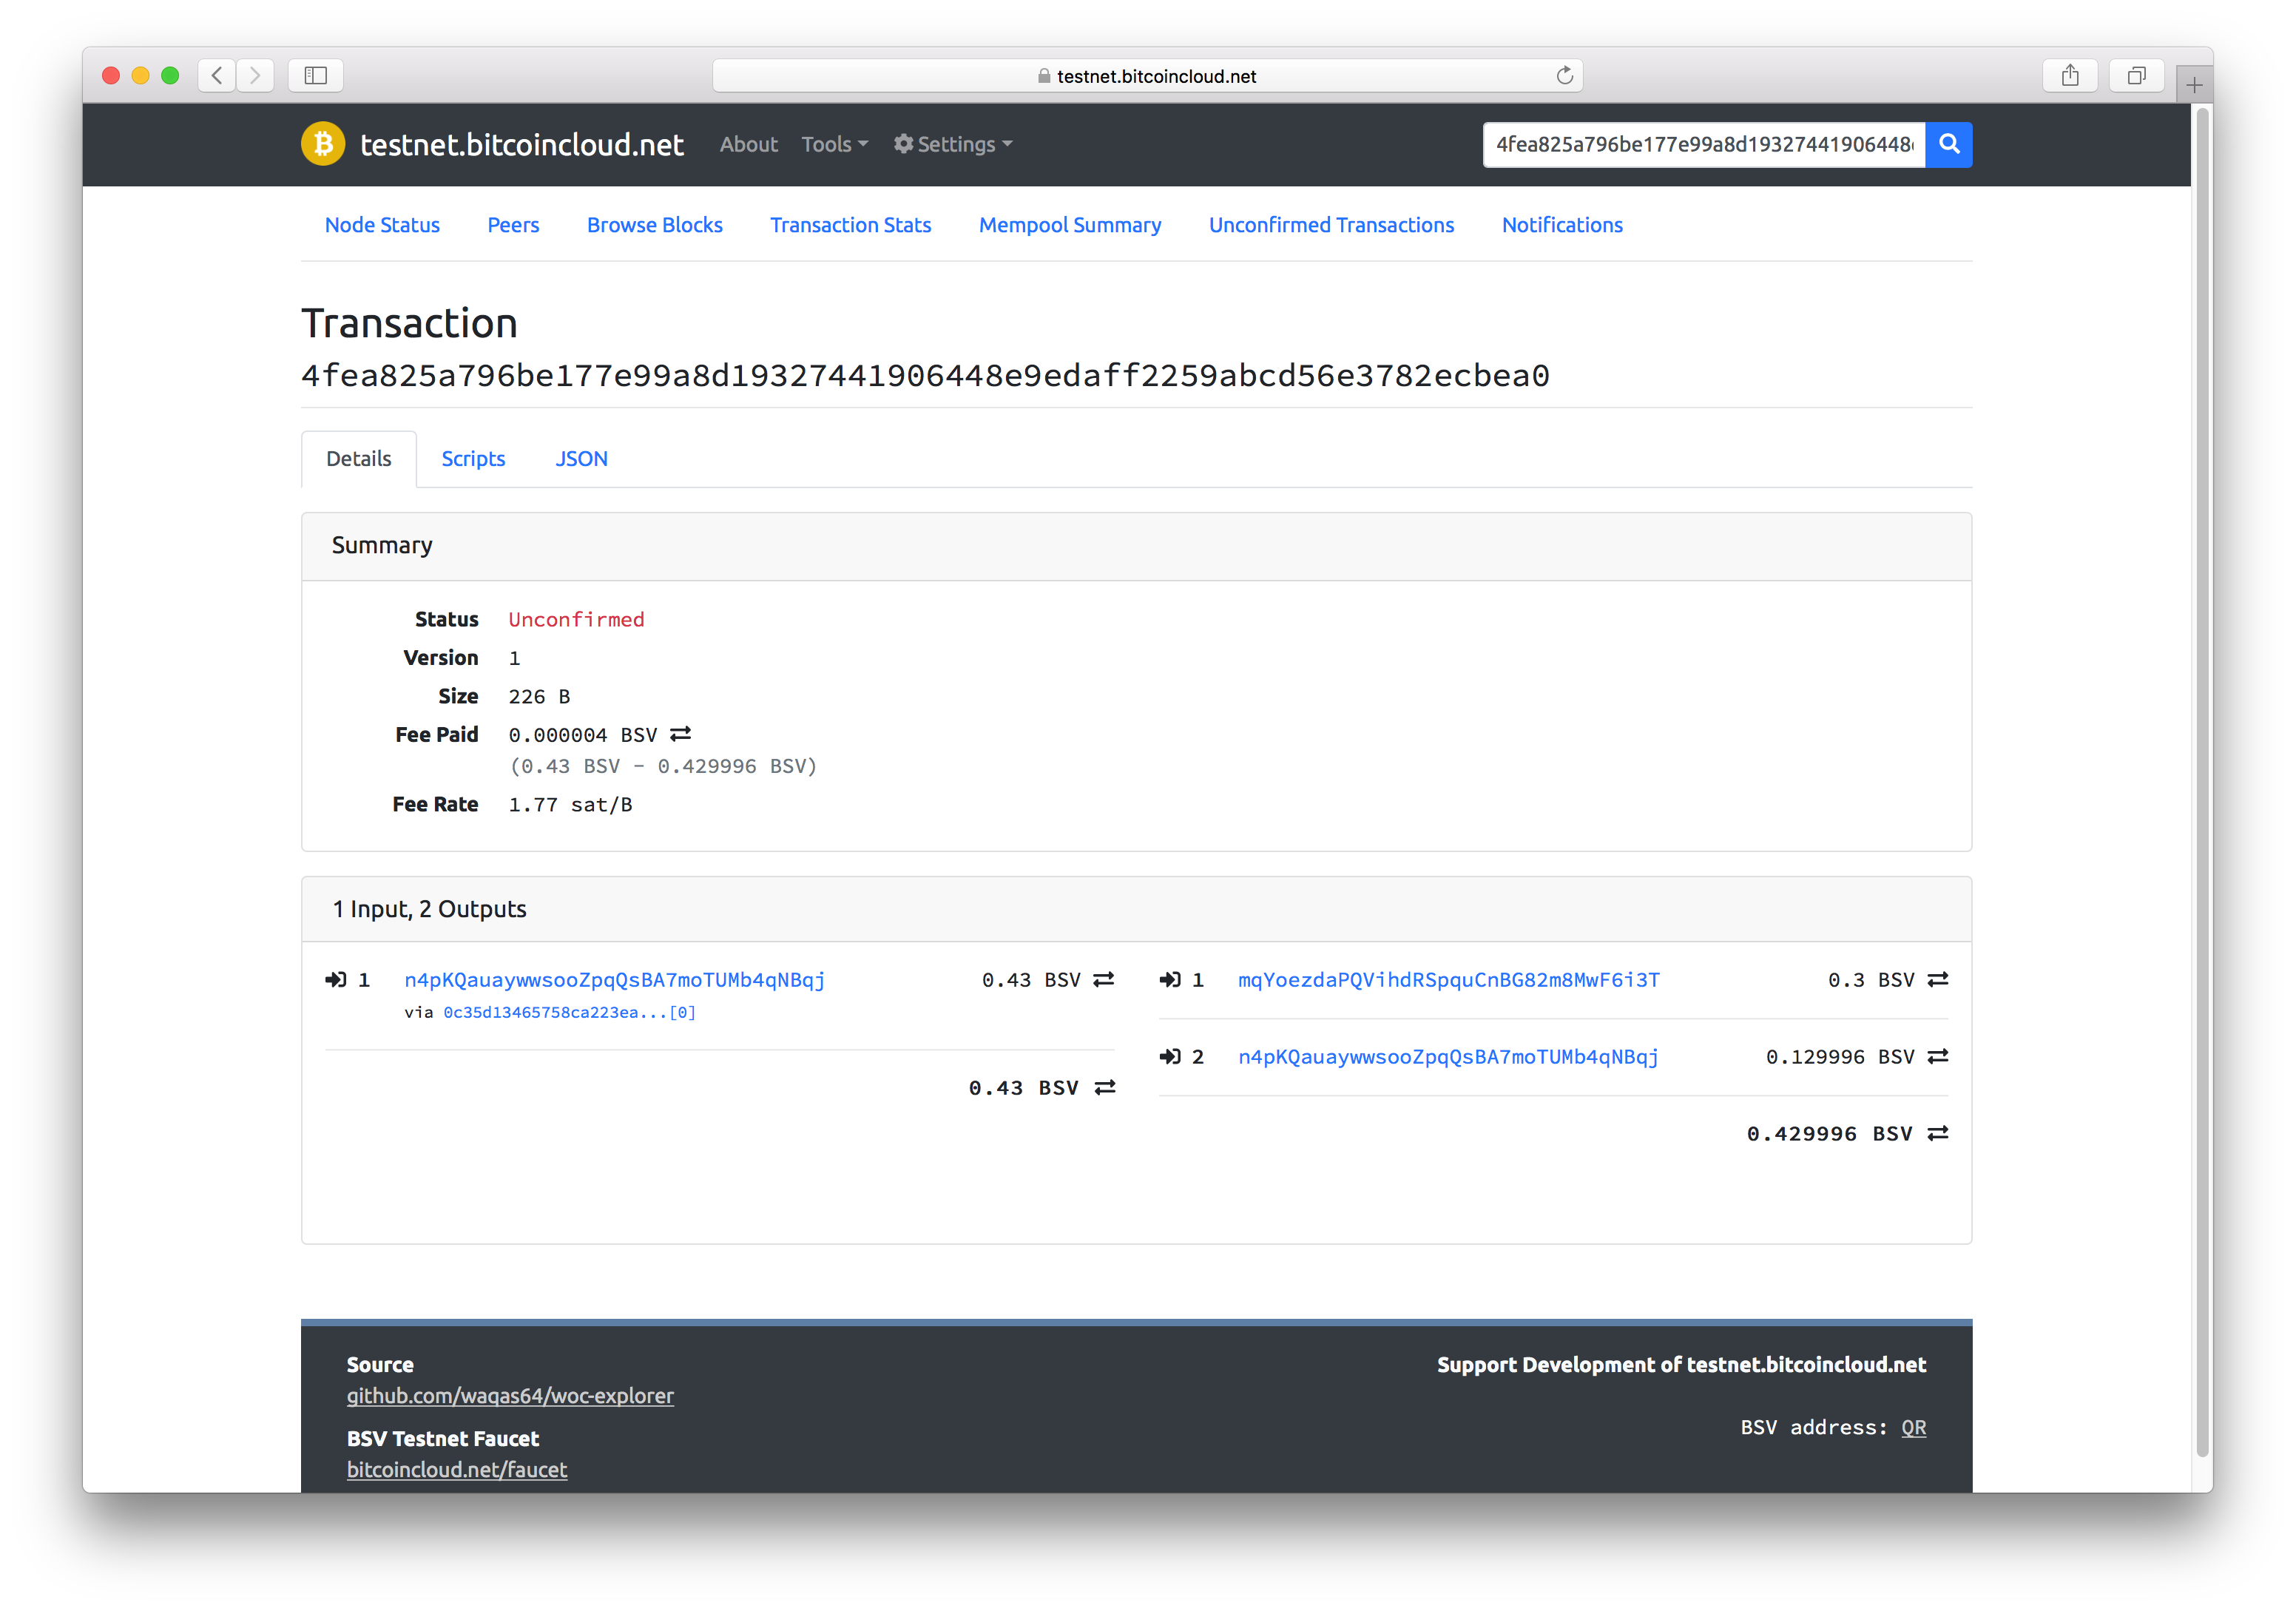 testnet.bitcoincloud.net
testnet.bitcoincloud.net About Tools Settings 4fea825a796be177e99a8d19327441906448
Node Status Peers Browse Blocks Transaction Stats Mempool Summary Unconfirmed Transactions Notifications
Transaction
4fea825a796be177e99a8d19327441906448e9edaff2259abcd56e3782ecbea0
Details Scripts JSON
Summary
Status Unconfirmed
Version 1
Size 226 B
Fee Paid 0.000004 BSV
(0.43 BSV - 0.429996 BSV)
Fee Rate 1.77 sat/B
1 Input, 2 Outputs
1 n4pKQauaywwsooZpqQsBA7moTUMb4qNBqj 0.43 BSV
via 0c35d13465758ca223ea...[0]
0.43 BSV
1 mqYoezdaPQVihdRSpquCnBG82m8MwF6i3T 0.3 BSV
2 n4pKQauaywwsooZpqQsBA7moTUMb4qNBqj 0.129996 BSV
0.429996 BSV
Source
github.com/waqas64/woc-explorer
BSV Testnet Faucet
bitcoincloud.net/faucet
Support Development of testnet.bitcoincloud.net
BSV address: QR